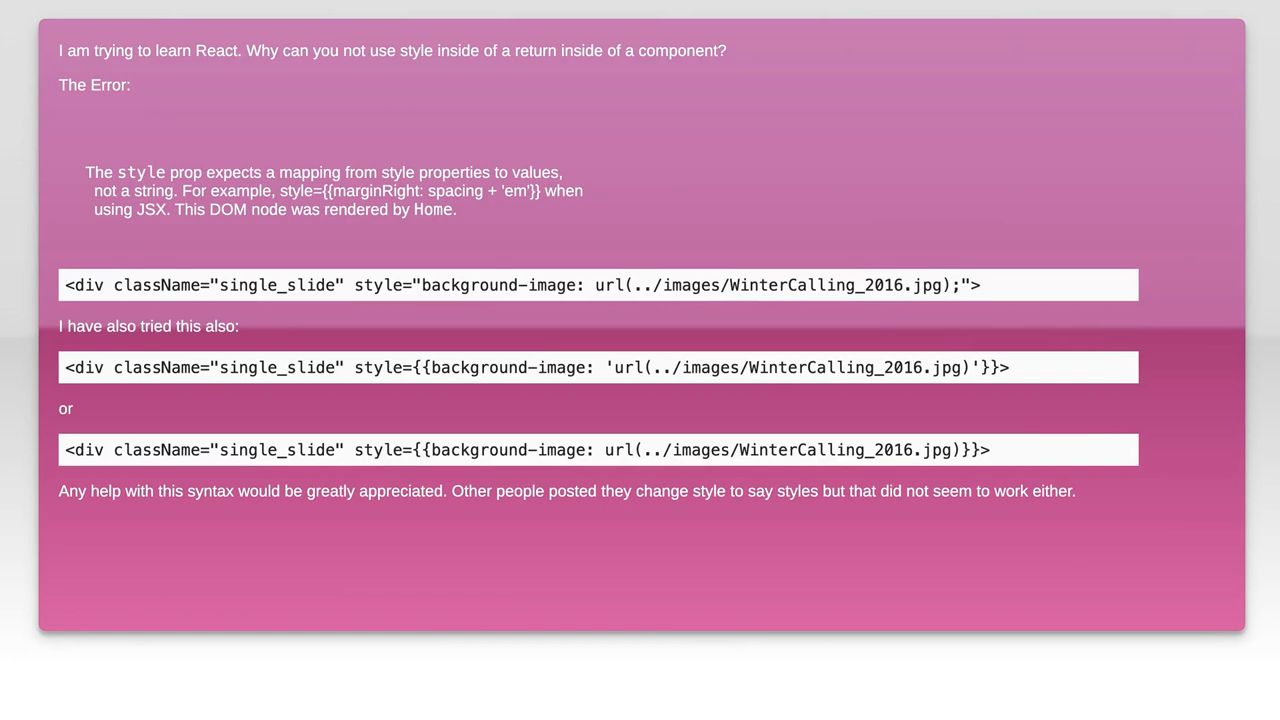 I am trying to learn React. Why can you not use style inside of a return inside of a component?
The Error:
The style prop expects a mapping from style properties to values,
not a string. For example, style={{marginRight: spacing + 'em'}} when
using JSX. This DOM node was rendered by Home.
<div className="single_slide" style="background-image: url(../images/WinterCalling_2016.jpg);">
I have also tried this also:
<div className="single_slide" style={{background-image: 'url(../images/WinterCalling_2016.jpg)'}}>
or
<div className="single_slide" style={{background-image: url(../images/WinterCalling_2016.jpg)}}>
Any help with this syntax would be greatly appreciated. Other people posted they change style to say styles but that did not seem to work either.